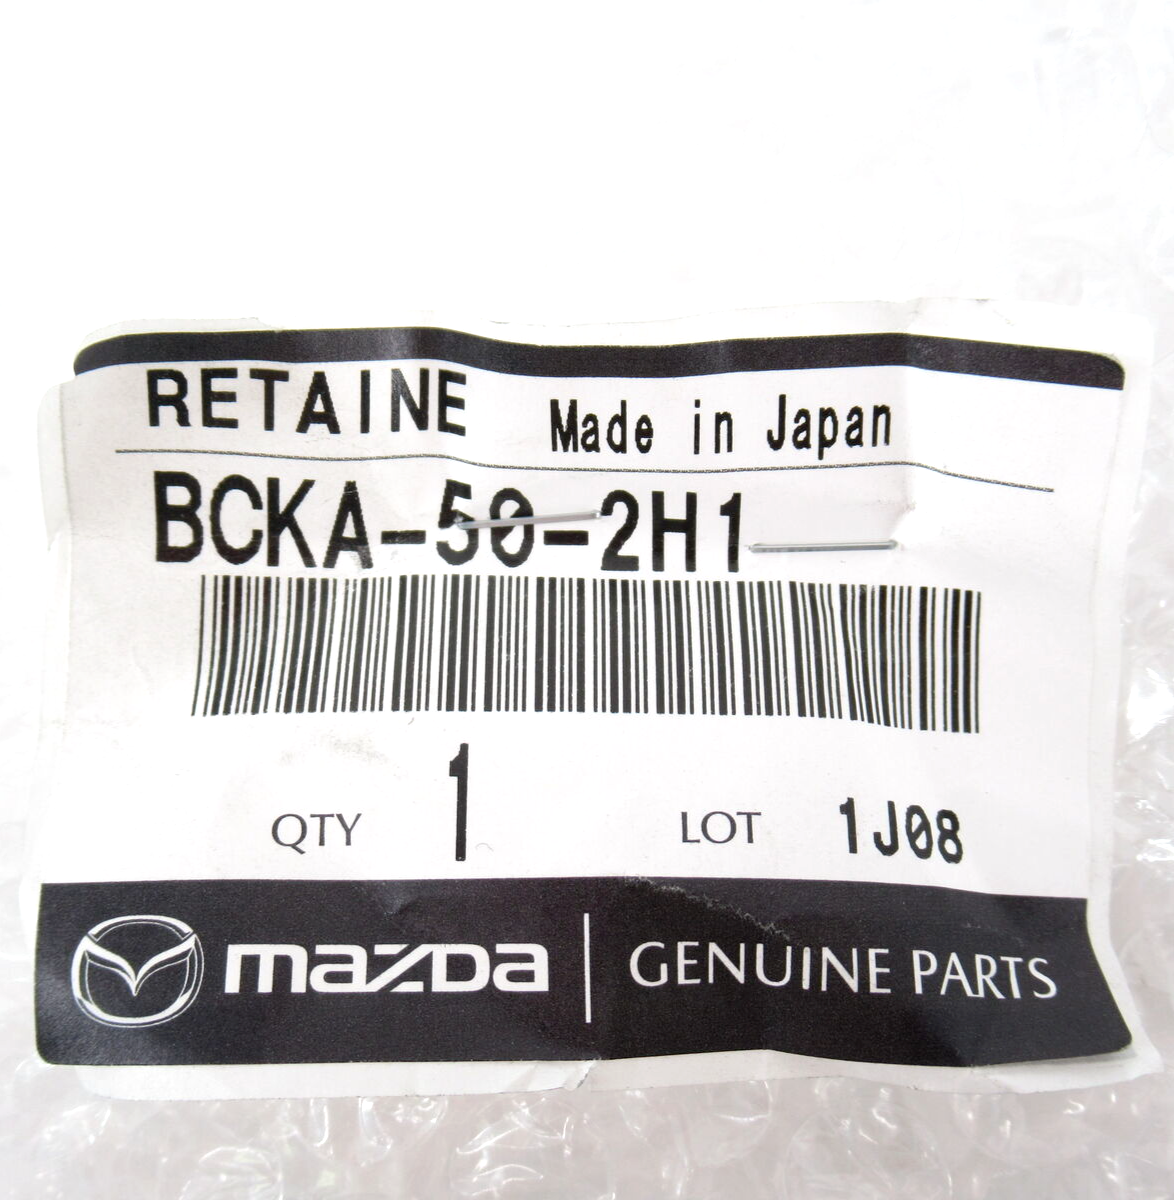 RETAINE Made in Japan
BCKA-50-2H1
QTY 1 LOT 1J08
mazda GENUINE PARTS